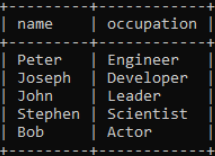 +---------+------------+
| name    | occupation |
+---------+------------+
| Peter   | Engineer   |
| Joseph  | Developer  |
| John    | Leader     |
| Stephen | Scientist  |
| Bob     | Actor      |
+---------+------------+